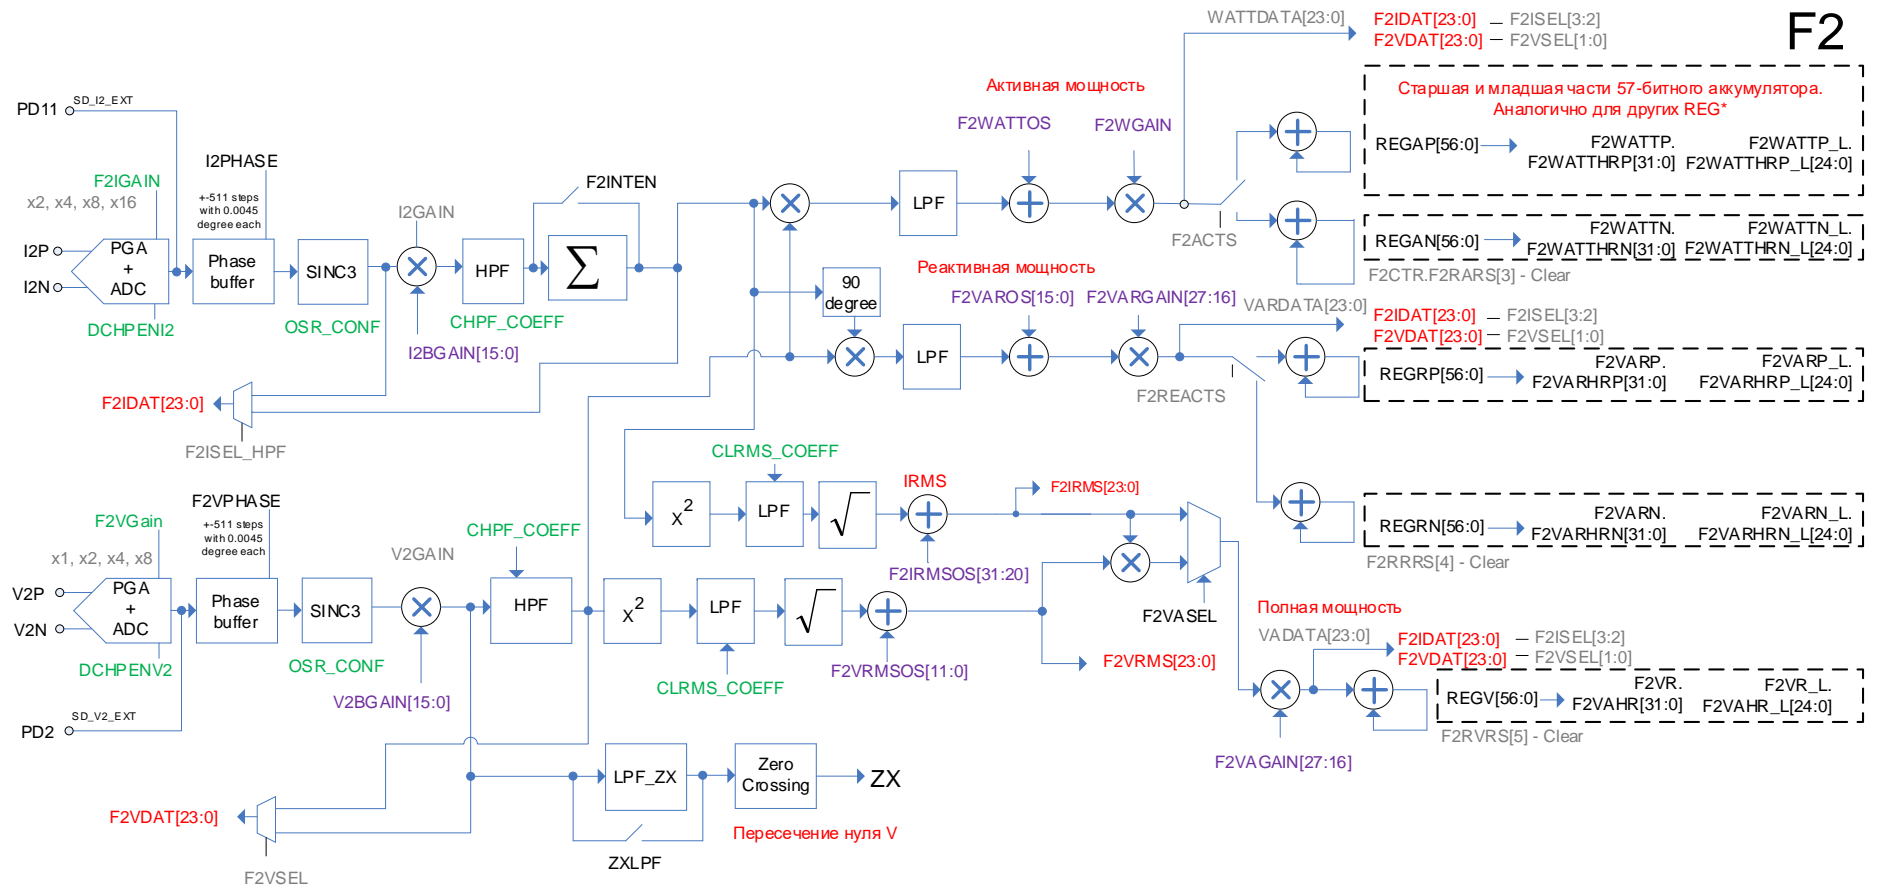 F2
WATTDATA[23:0]
F2IDAT[23:0] – F2ISEL[3:2]
F2VDAT[23:0] – F2VSEL[1:0]
Старшая и младшая части 57-битного аккумулятора.
Аналогично для других REG*
REGAP[56:0]
F2WATTP.
F2WATTHRP[31:0]
F2WATTP_L.
F2WATTHRP_L[24:0]
Активная мощность
F2WATTOS
F2WGAIN
PD11
SD_I2_EXT
I2PHASE
+-511 steps
with 0.0045
degree each
F2IGAIN
x2, x4, x8, x16
I2P
I2N
PGA
+
ADC
DCHPENI2
Phase
buffer
SINC3
OSR_CONF
I2GAIN
×
I2BGAIN[15:0]
HPF
CHPF_COEFF
F2INTEN
∑
×
LPF
+
×
F2ACTS
+
+
REGAN[56:0]
F2WATTN.
F2WATTHRN[31:0]
F2WATTN_L.
F2WATTHRN_L[24:0]
F2CTR.F2RARS[3] - Clear
Реактивная мощность
90
degree
F2VAROS[15:0]
F2VARGAIN[27:16]
VARDATA[23:0]
F2IDAT[23:0] – F2ISEL[3:2]
F2VDAT[23:0] – F2VSEL[1:0]
×
LPF
+
×
+
F2REACTS
REGRP[56:0]
F2VARP.
F2VARHRP[31:0]
F2VARP_L.
F2VARHRP_L[24:0]
F2IDAT[23:0]
F2ISEL_HPF
CLRMS_COEFF
X2
LPF
√
IRMS
+
F2IRMS[23:0]
F2IRMSOS[31:20]
×
+
REGRN[56:0]
F2VARN.
F2VARHRN[31:0]
F2VARN_L.
F2VARHRN_L[24:0]
F2RRRS[4] - Clear
F2VPHASE
+-511 steps
with 0.0045
degree each
F2VGain
x1, x2, x4, x8
V2P
V2N
PGA
+
ADC
DCHPENV2
Phase
buffer
SINC3
OSR_CONF
V2GAIN
×
V2BGAIN[15:0]
CHPF_COEFF
HPF
X2
LPF
CLRMS_COEFF
√
+
F2VRMSOS[11:0]
F2VRMS[23:0]
F2VASEL
Полная мощность
VADATA[23:0]
F2IDAT[23:0] – F2ISEL[3:2]
F2VDAT[23:0] – F2VSEL[1:0]
×
+
F2VAGAIN[27:16]
REGV[56:0]
F2VR.
F2VAHR[31:0]
F2VR_L.
F2VAHR_L[24:0]
F2RVRS[5] - Clear
PD2
SD_V2_EXT
LPF_ZX
Zero
Crossing
ZX
ZXLPF
Пересечение нуля V
F2VDAT[23:0]
F2VSEL